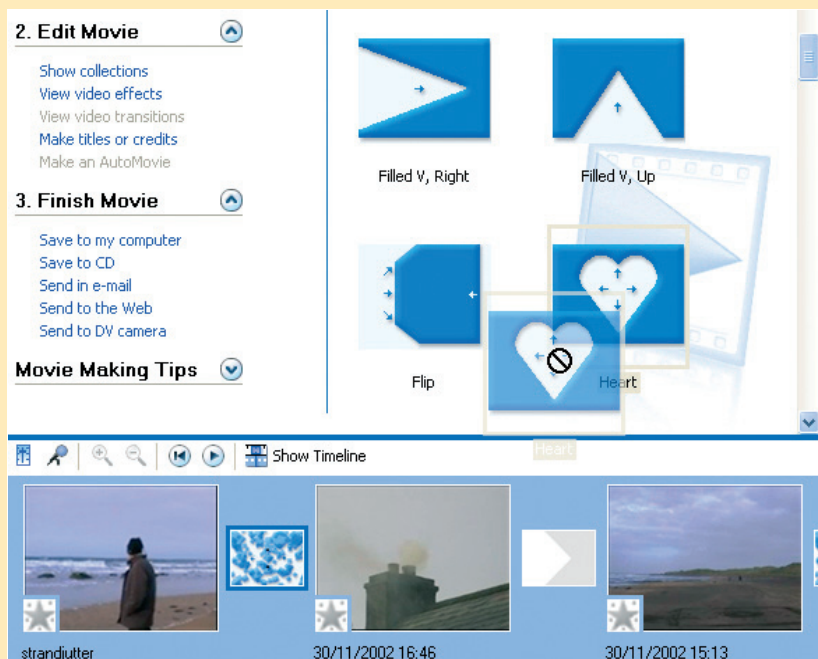 2. Edit Movie
Show collections
View video effects
View video transitions
Make titles or credits
Make an AutoMovie
3. Finish Movie
Save to my computer
Save to CD
Send in e-mail
Send to the Web
Send to DV camera
Movie Making Tips
Filled V, Right
Filled V, Up
Flip
Heart
Heart
Show Timeline
strandjutter
30/11/2002 16:46
30/11/2002 15:13